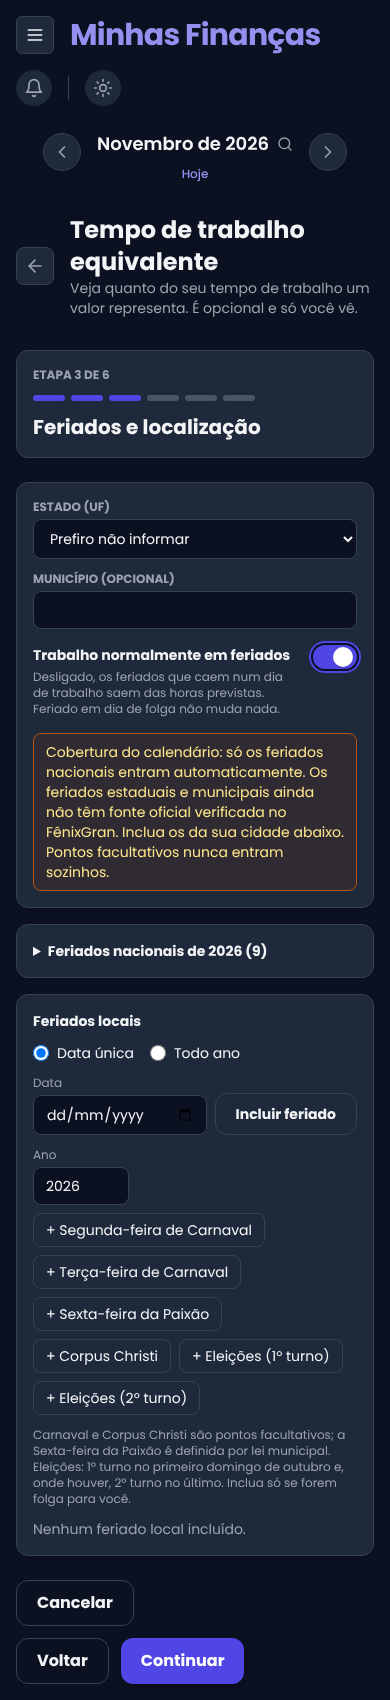 Minhas Finanças
Novembro de 2026
Hoje
Tempo de trabalho
equivalente
Veja quanto do seu tempo de trabalho um
valor representa. É opcional e só você vê.
ETAPA 3 DE 6
Feriados e localização
ESTADO (UF)
Prefiro não informar
MUNICÍPIO (OPCIONAL)
Trabalho normalmente em feriados
Desligado, os feriados que caem num dia
de trabalho saem das horas previstas.
Feriado em dia de folga não muda nada.
Cobertura do calendário: só os feriados
nacionais entram automaticamente. Os
feriados estaduais e municipais ainda
não têm fonte oficial verificada no
FênixGran. Inclua os da sua cidade abaixo.
Pontos facultativos nunca entram
sozinhos.
Feriados nacionais de 2026 (9)
Feriados locais
Data única
Todo ano
Data
dd/mm/yyyy
Incluir feriado
Ano
2026
+ Segunda-feira de Carnaval
+ Terça-feira de Carnaval
+ Sexta-feira da Paixão
+ Corpus Christi
+ Eleições (1º turno)
+ Eleições (2º turno)
Carnaval e Corpus Christi são pontos facultativos; a
Sexta-feira da Paixão é definida por lei municipal.
Eleições: 1º turno no primeiro domingo de outubro e,
onde houver, 2º turno no último. Inclua só se forem
folga para você.
Nenhum feriado local incluído.
Cancelar
Voltar
Continuar